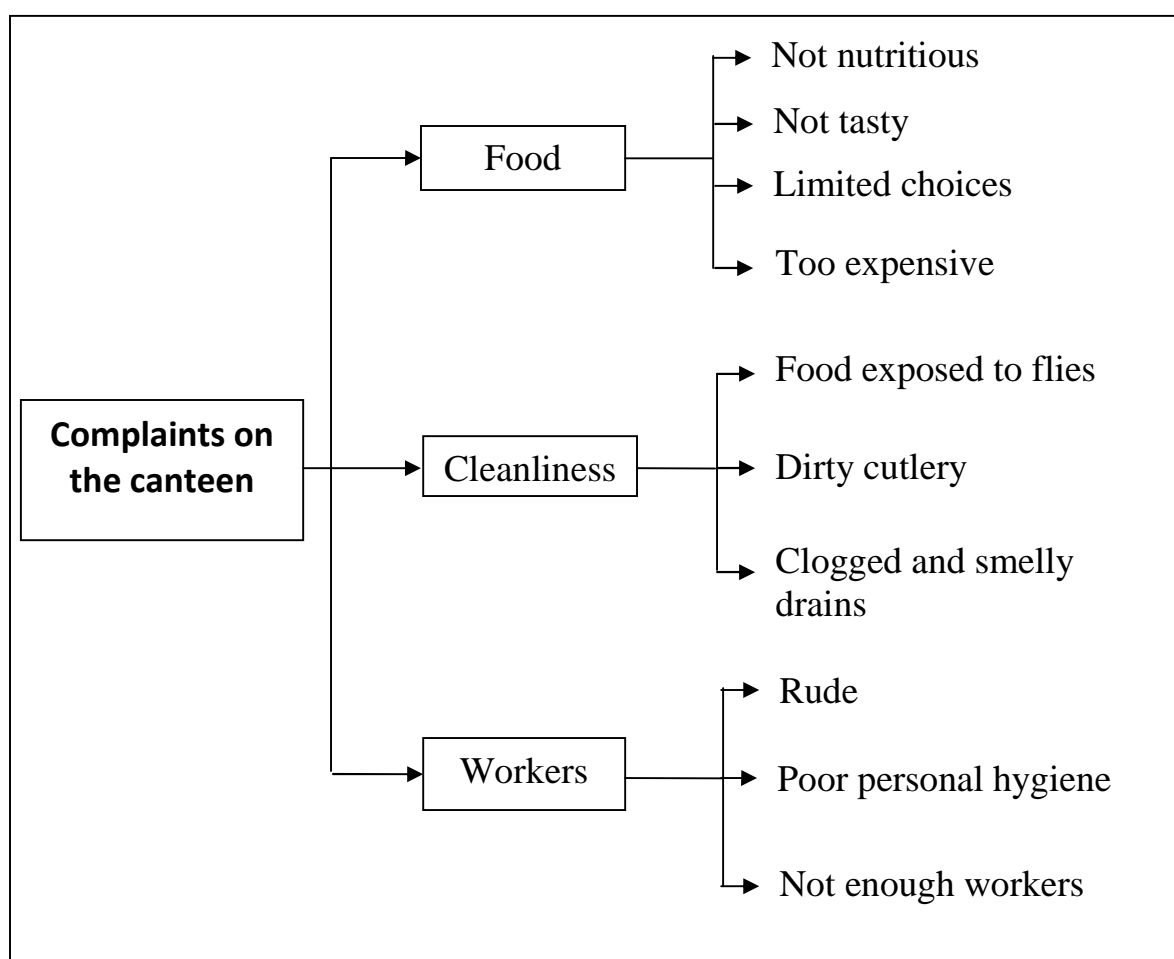 Complaints on
the canteen
Food
Not nutritious
Not tasty
Limited choices
Too expensive
Cleanliness
Food exposed to flies
Dirty cutlery
Clogged and smelly
drains
Workers
Rude
Poor personal hygiene
Not enough workers